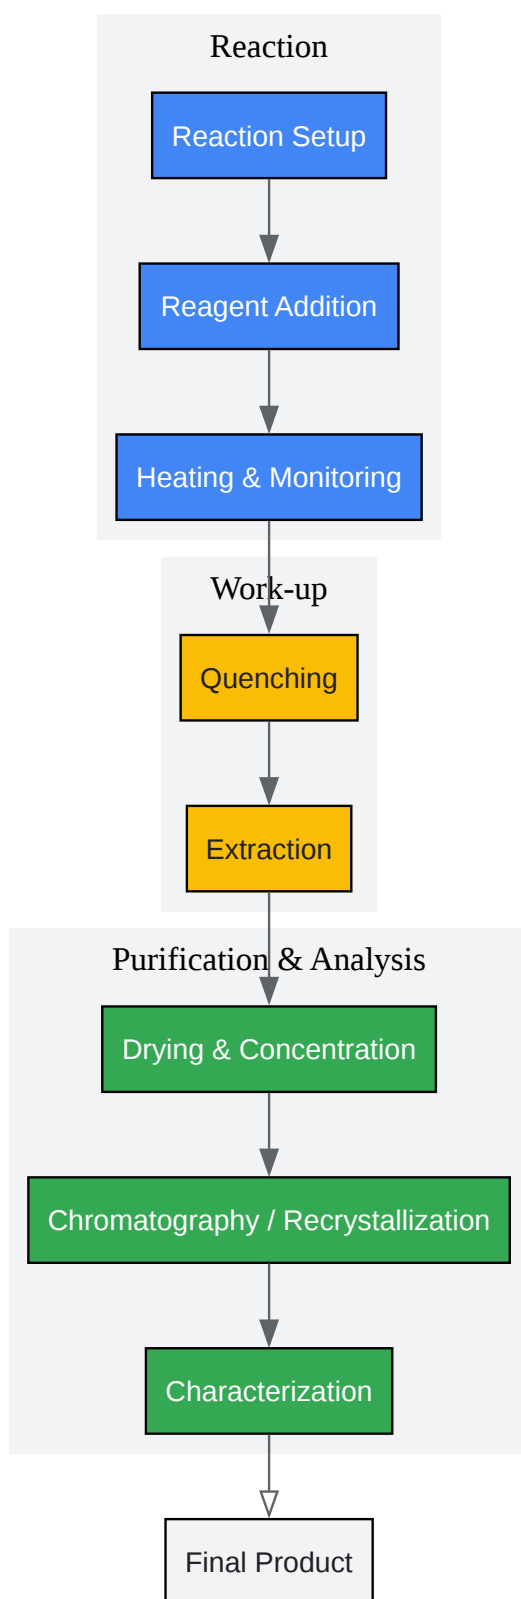 Reaction
Reaction Setup
Reagent Addition
Heating & Monitoring
Work-up
Quenching
Extraction
Purification & Analysis
Drying & Concentration
Chromatography / Recrystallization
Characterization
Final Product